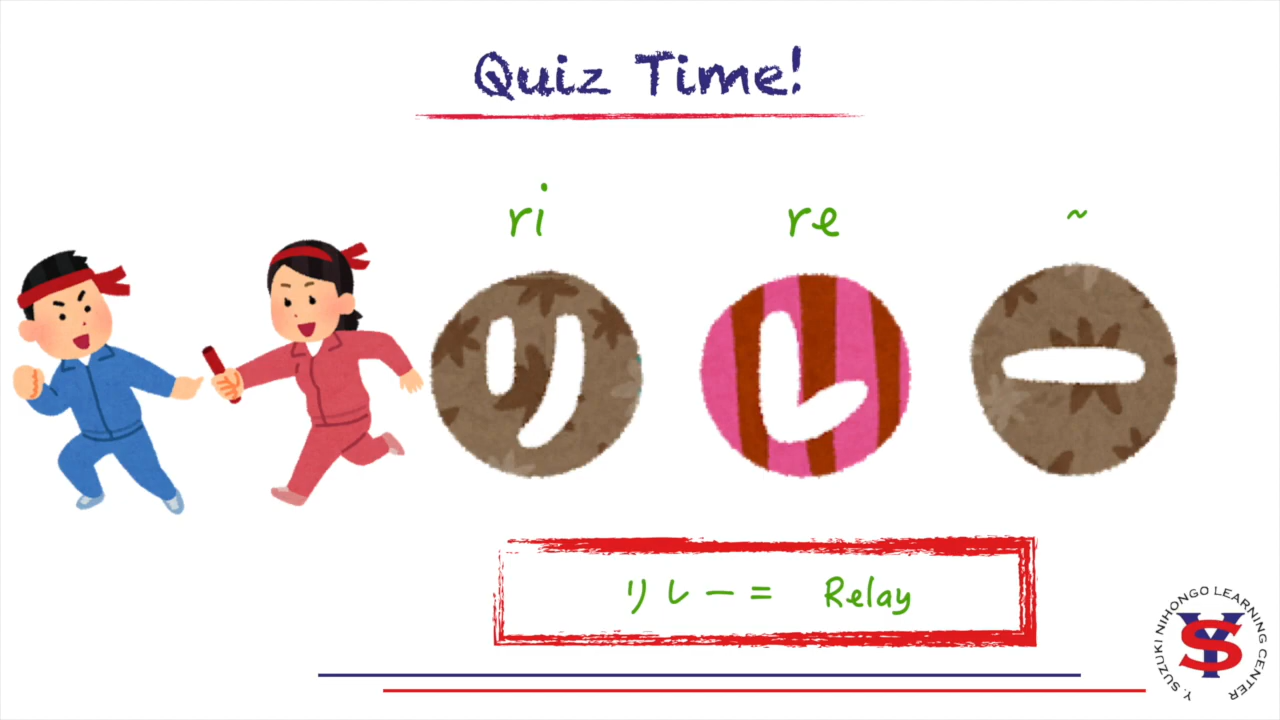 Quiz Time!
ri re ~
リ レ ー
リレー = Relay
Y. SUZUKI NIHONGO LEARNING CENTER
YS